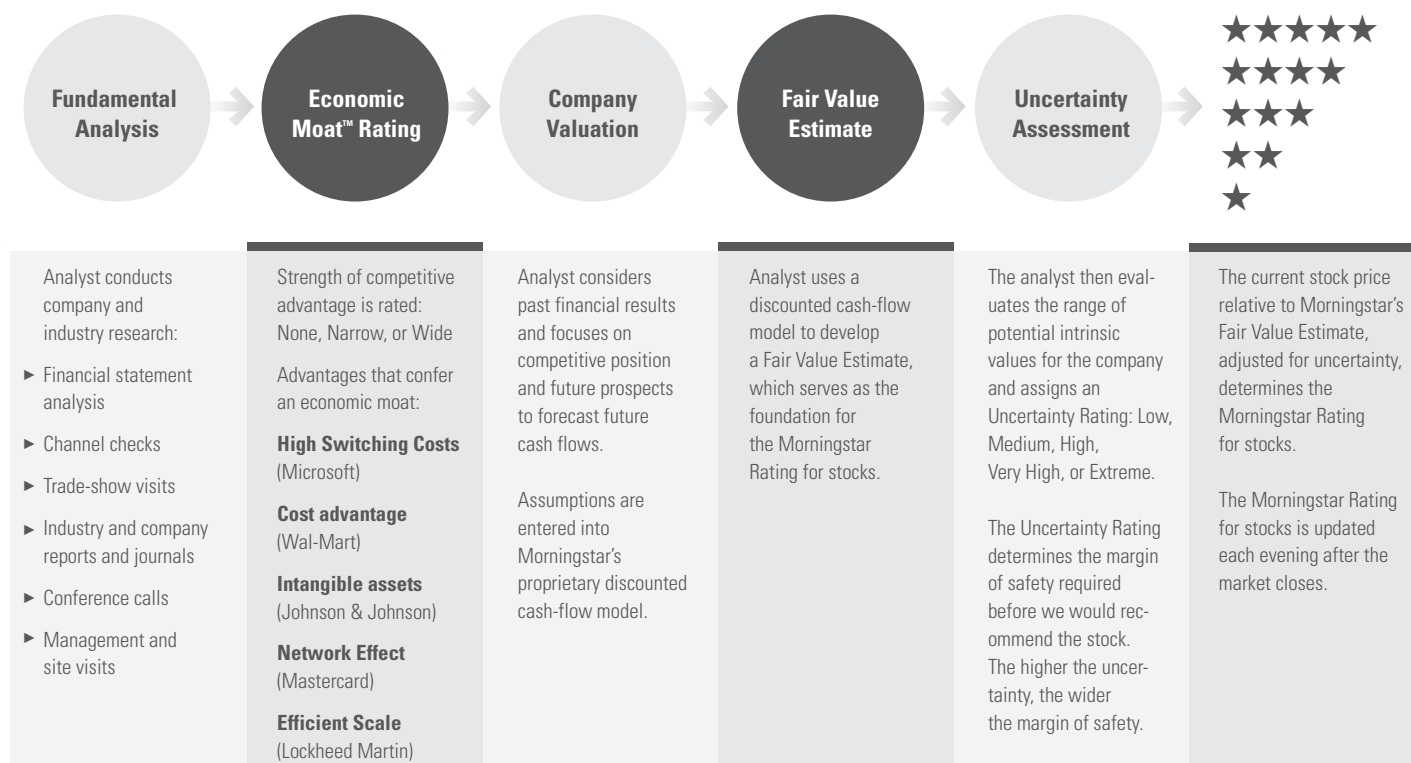 Fundamental
Analysis
Economic
Moat™ Rating
Company
Valuation
Fair Value
Estimate
Uncertainty
Assessment
★★★★★
★★★★
★★★
★★
★
Analyst conducts
company and
industry research:
► Financial statement
analysis
► Channel checks
► Trade-show visits
► Industry and company
reports and journals
► Conference calls
► Management and
site visits
Strength of competitive
advantage is rated:
None, Narrow, or Wide
Advantages that confer
an economic moat:
High Switching Costs
(Microsoft)
Cost advantage
(Wal-Mart)
Intangible assets
(Johnson & Johnson)
Network Effect
(Mastercard)
Efficient Scale
(Lockheed Martin)
Analyst considers
past financial results
and focuses on
competitive position
and future prospects
to forecast future
cash flows.
Assumptions are
entered into
Morningstar's
proprietary discounted
cash-flow model.
Analyst uses a
discounted cash-flow
model to develop
a Fair Value Estimate,
which serves as the
foundation for
the Morningstar
Rating for stocks.
The analyst then eval-
uates the range of
potential intrinsic
values for the company
and assigns an
Uncertainty Rating: Low,
Medium, High,
Very High, or Extreme.
The Uncertainty Rating
determines the margin
of safety required
before we would rec-
ommend the stock.
The higher the uncer-
tainty, the wider
the margin of safety.
The current stock price
relative to Morningstar's
Fair Value Estimate,
adjusted for uncertainty,
determines the
Morningstar Rating
for stocks.
The Morningstar Rating
for stocks is updated
each evening after the
market closes.